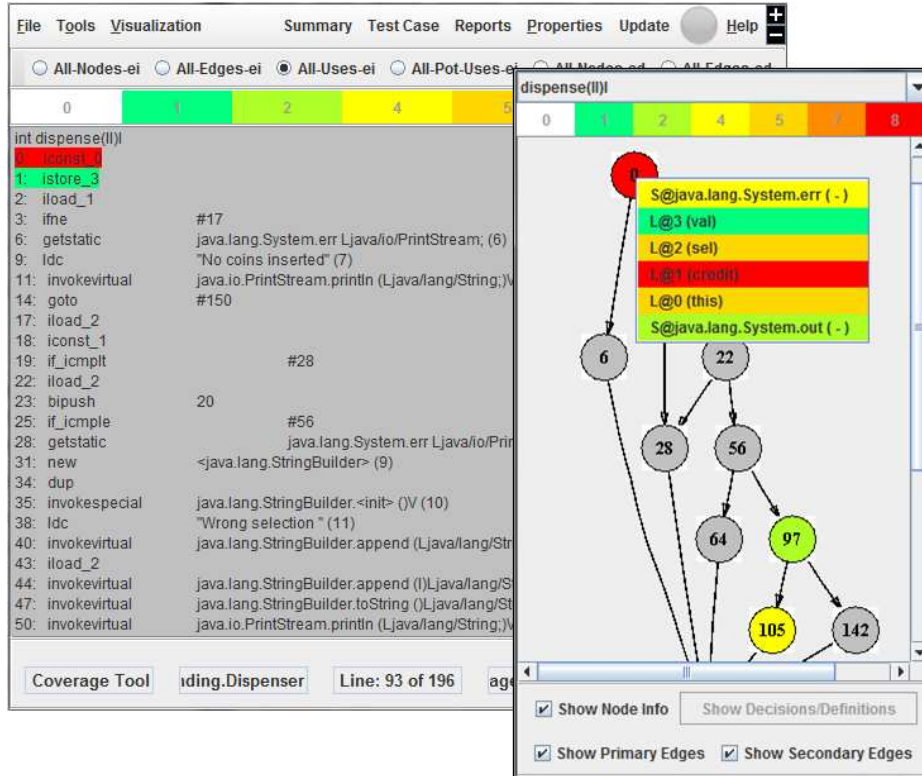 File Tools Visualization Summary Test Case Reports Properties Update Help
All-Nodes-ei All-Edges-ei All-Uses-ei All-Pot-Uses-ei
0 1 2 4 5
int dispense(II)I
0: iconst_0
1: istore_3
2: iload_1
3: ifne #17
6: getstatic java.lang.System.err Ljava/io/PrintStream; (6)
9: ldc "No coins inserted" (7)
11: invokevirtual java.io.PrintStream.println (Ljava/lang/String;)V
14: goto #150
17: iload_2
18: iconst_1
19: if_icmplt #28
22: iload_2
23: bipush 20
25: if_icmple #56
28: getstatic java.lang.System.err Ljava/io/Prin
31: new <java.lang.StringBuilder> (9)
34: dup
35: invokespecial java.lang.StringBuilder.<init> ()V (10)
38: ldc "Wrong selection " (11)
40: invokevirtual java.lang.StringBuilder.append (Ljava/lang/Str
43: iload_2
44: invokevirtual java.lang.StringBuilder.append (I)Ljava/lang/S
47: invokevirtual java.lang.StringBuilder.toString ()Ljava/lang/St
50: invokevirtual java.io.PrintStream.println (Ljava/lang/String;)V
Coverage Tool ding.Dispenser Line: 93 of 196 age
dispense(II)I
0 1 2 4 5 7 8
0
S@java.lang.System.err ( - )
L@3 (val)
L@2 (sel)
L@1 (credit)
L@0 (this)
S@java.lang.System.out ( - )
6 22
28 56
64 97
105 142
Show Node Info Show Decisions/Definitions
Show Primary Edges Show Secondary Edges